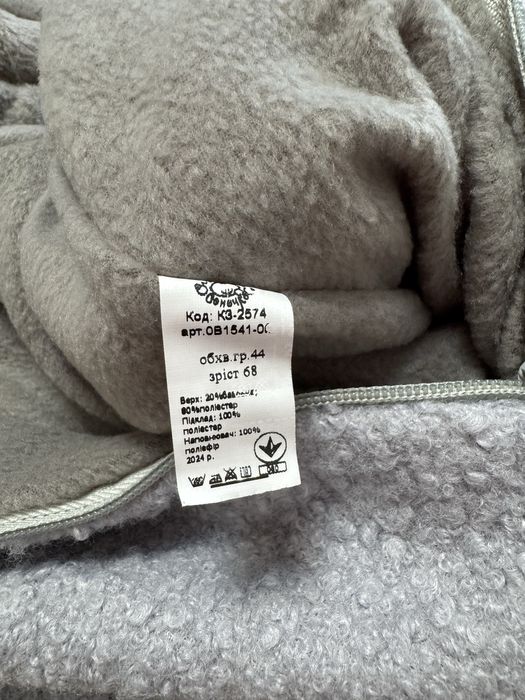 Код: КЗ-2574
арт.0В1541-0
обхв.гр.44
зріст 68
Верх: 20%
80%поліестер
Підклад: 100%
поліестер
Наповнювач: 100%
поліефір
2024 р.